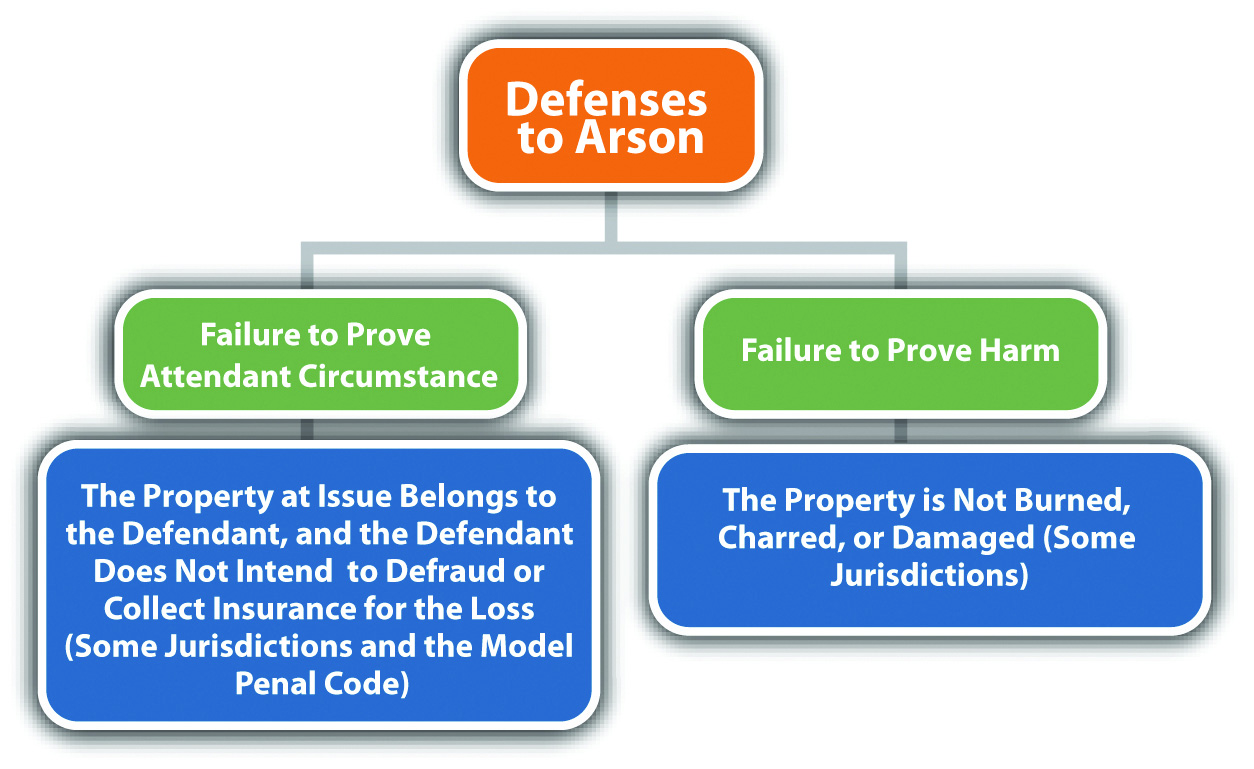 Defenses
to Arson
Failure to Prove
Attendant Circumstance
The Property at Issue Belongs to
the Defendant, and the Defendant
Does Not Intend to Defraud or
Collect Insurance for the Loss
(Some Jurisdictions and the Model
Penal Code)
Failure to Prove Harm
The Property is Not Burned,
Charred, or Damaged (Some
Jurisdictions)